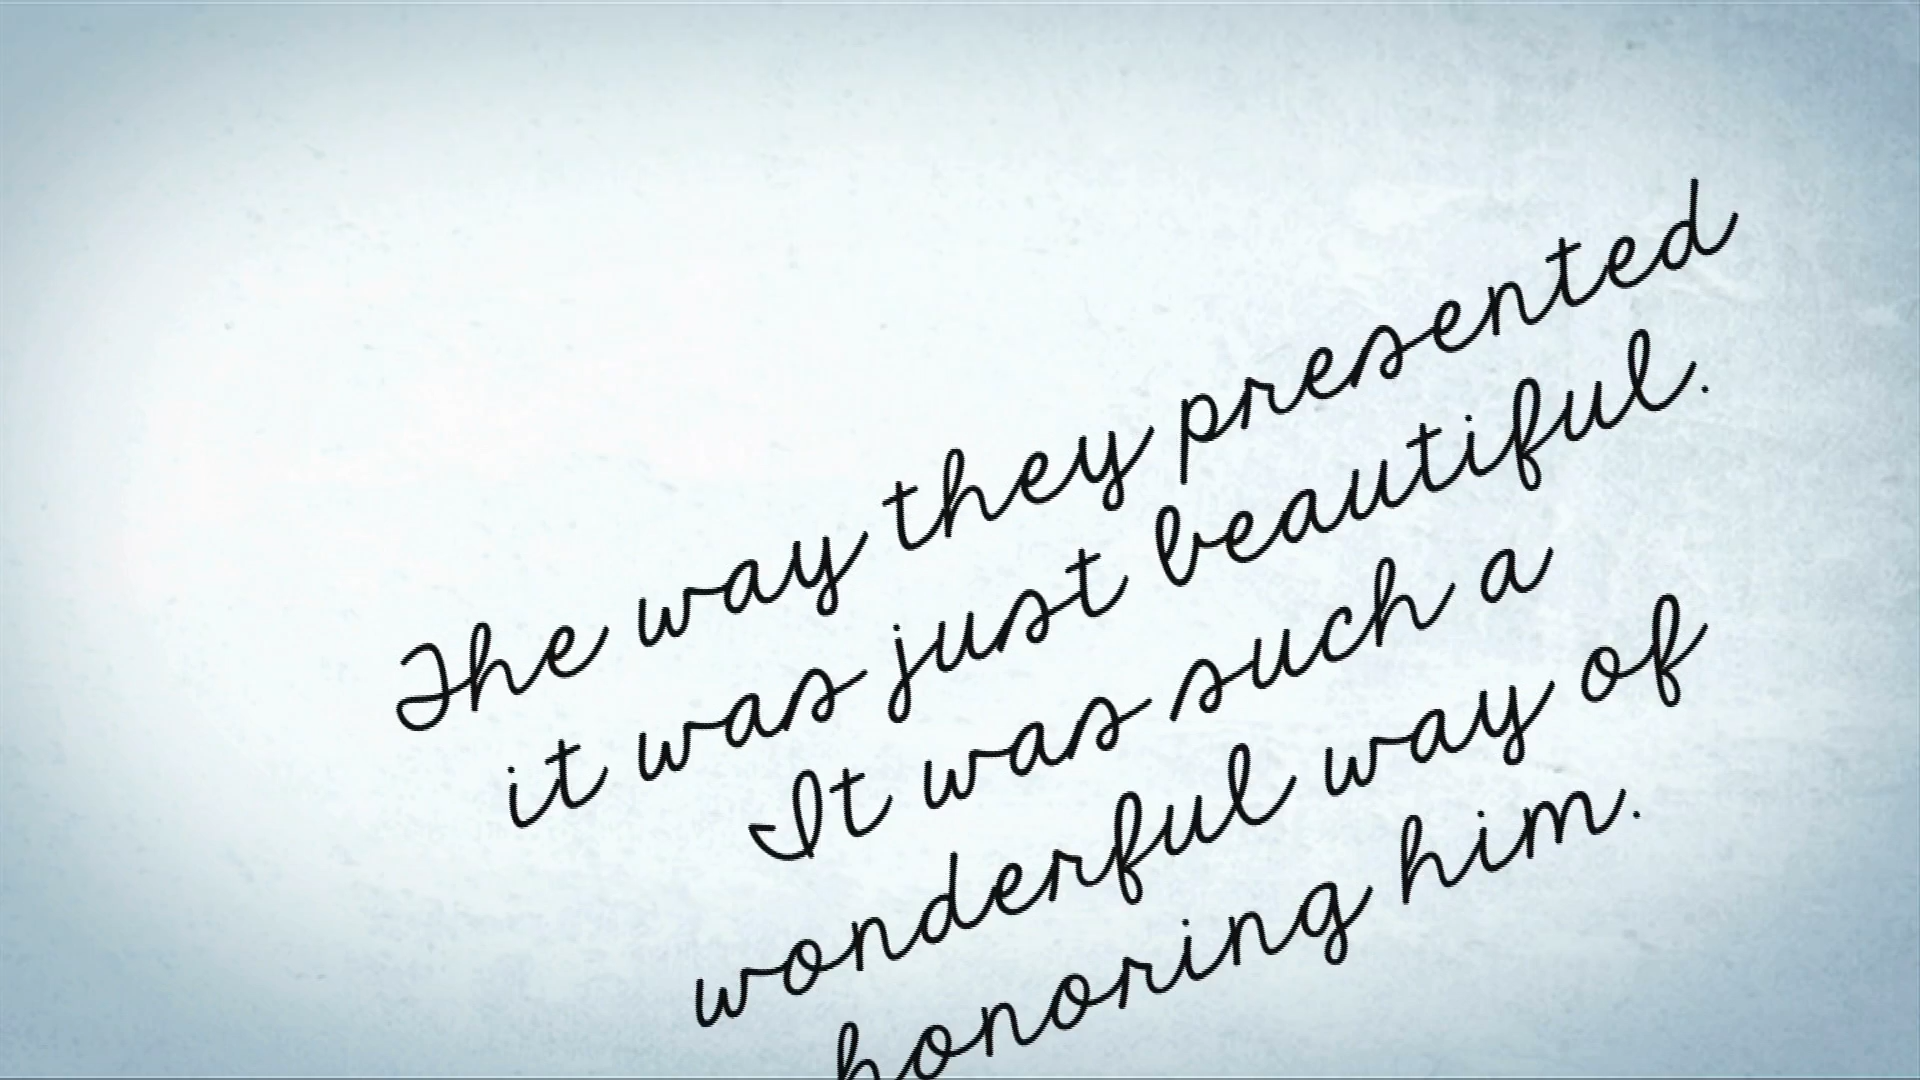 The way they presented
it was just beautiful.
It was such a
wonderful way of
honoring him.